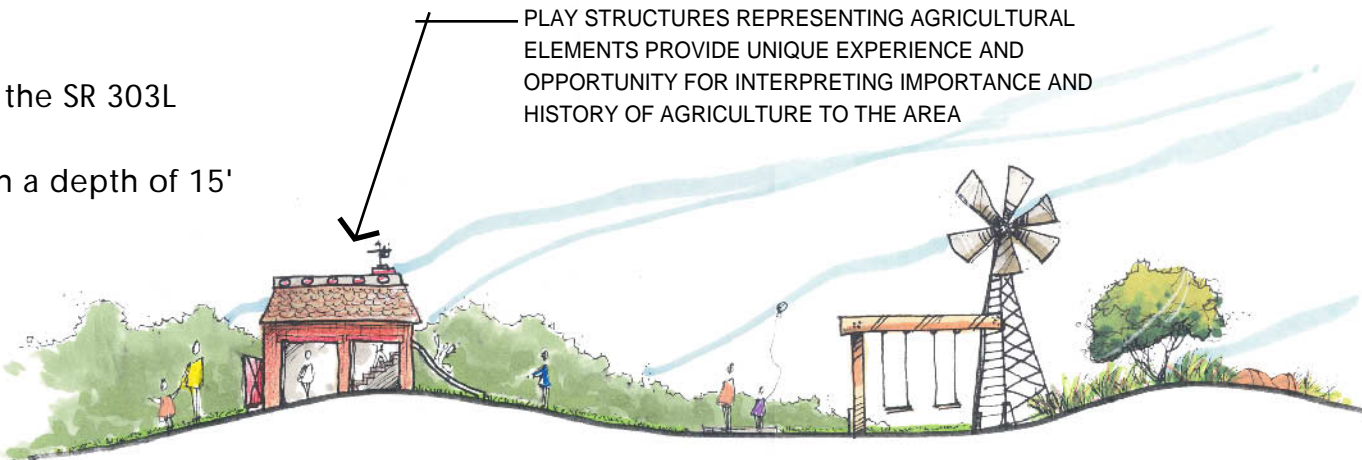 PLAY STRUCTURES REPRESENTING AGRICULTURAL
ELEMENTS PROVIDE UNIQUE EXPERIENCE AND
OPPORTUNITY FOR INTERPRETING IMPORTANCE AND
HISTORY OF AGRICULTURE TO THE AREA
the SR 303L
a depth of 15'